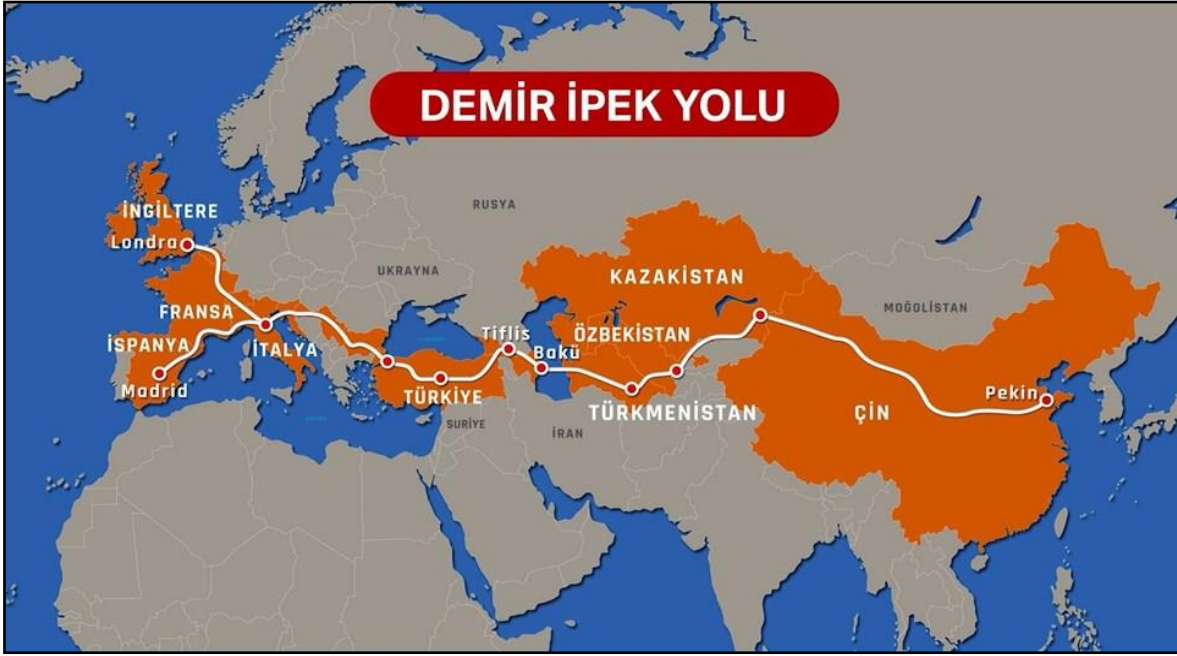 DEMİR İPEK YOLU
RUSYA
İNGİLTERE
Londra
UKRAYNA
KAZAKİSTAN
MOĞOLİSTAN
FRANSA
Tiflis
ÖZBEKİSTAN
İSPANYA
İTALYA
Bakü
Madrid
TÜRKİYE
Pekin
TÜRKMENİSTAN
ÇİN
SURİYE
İRAN